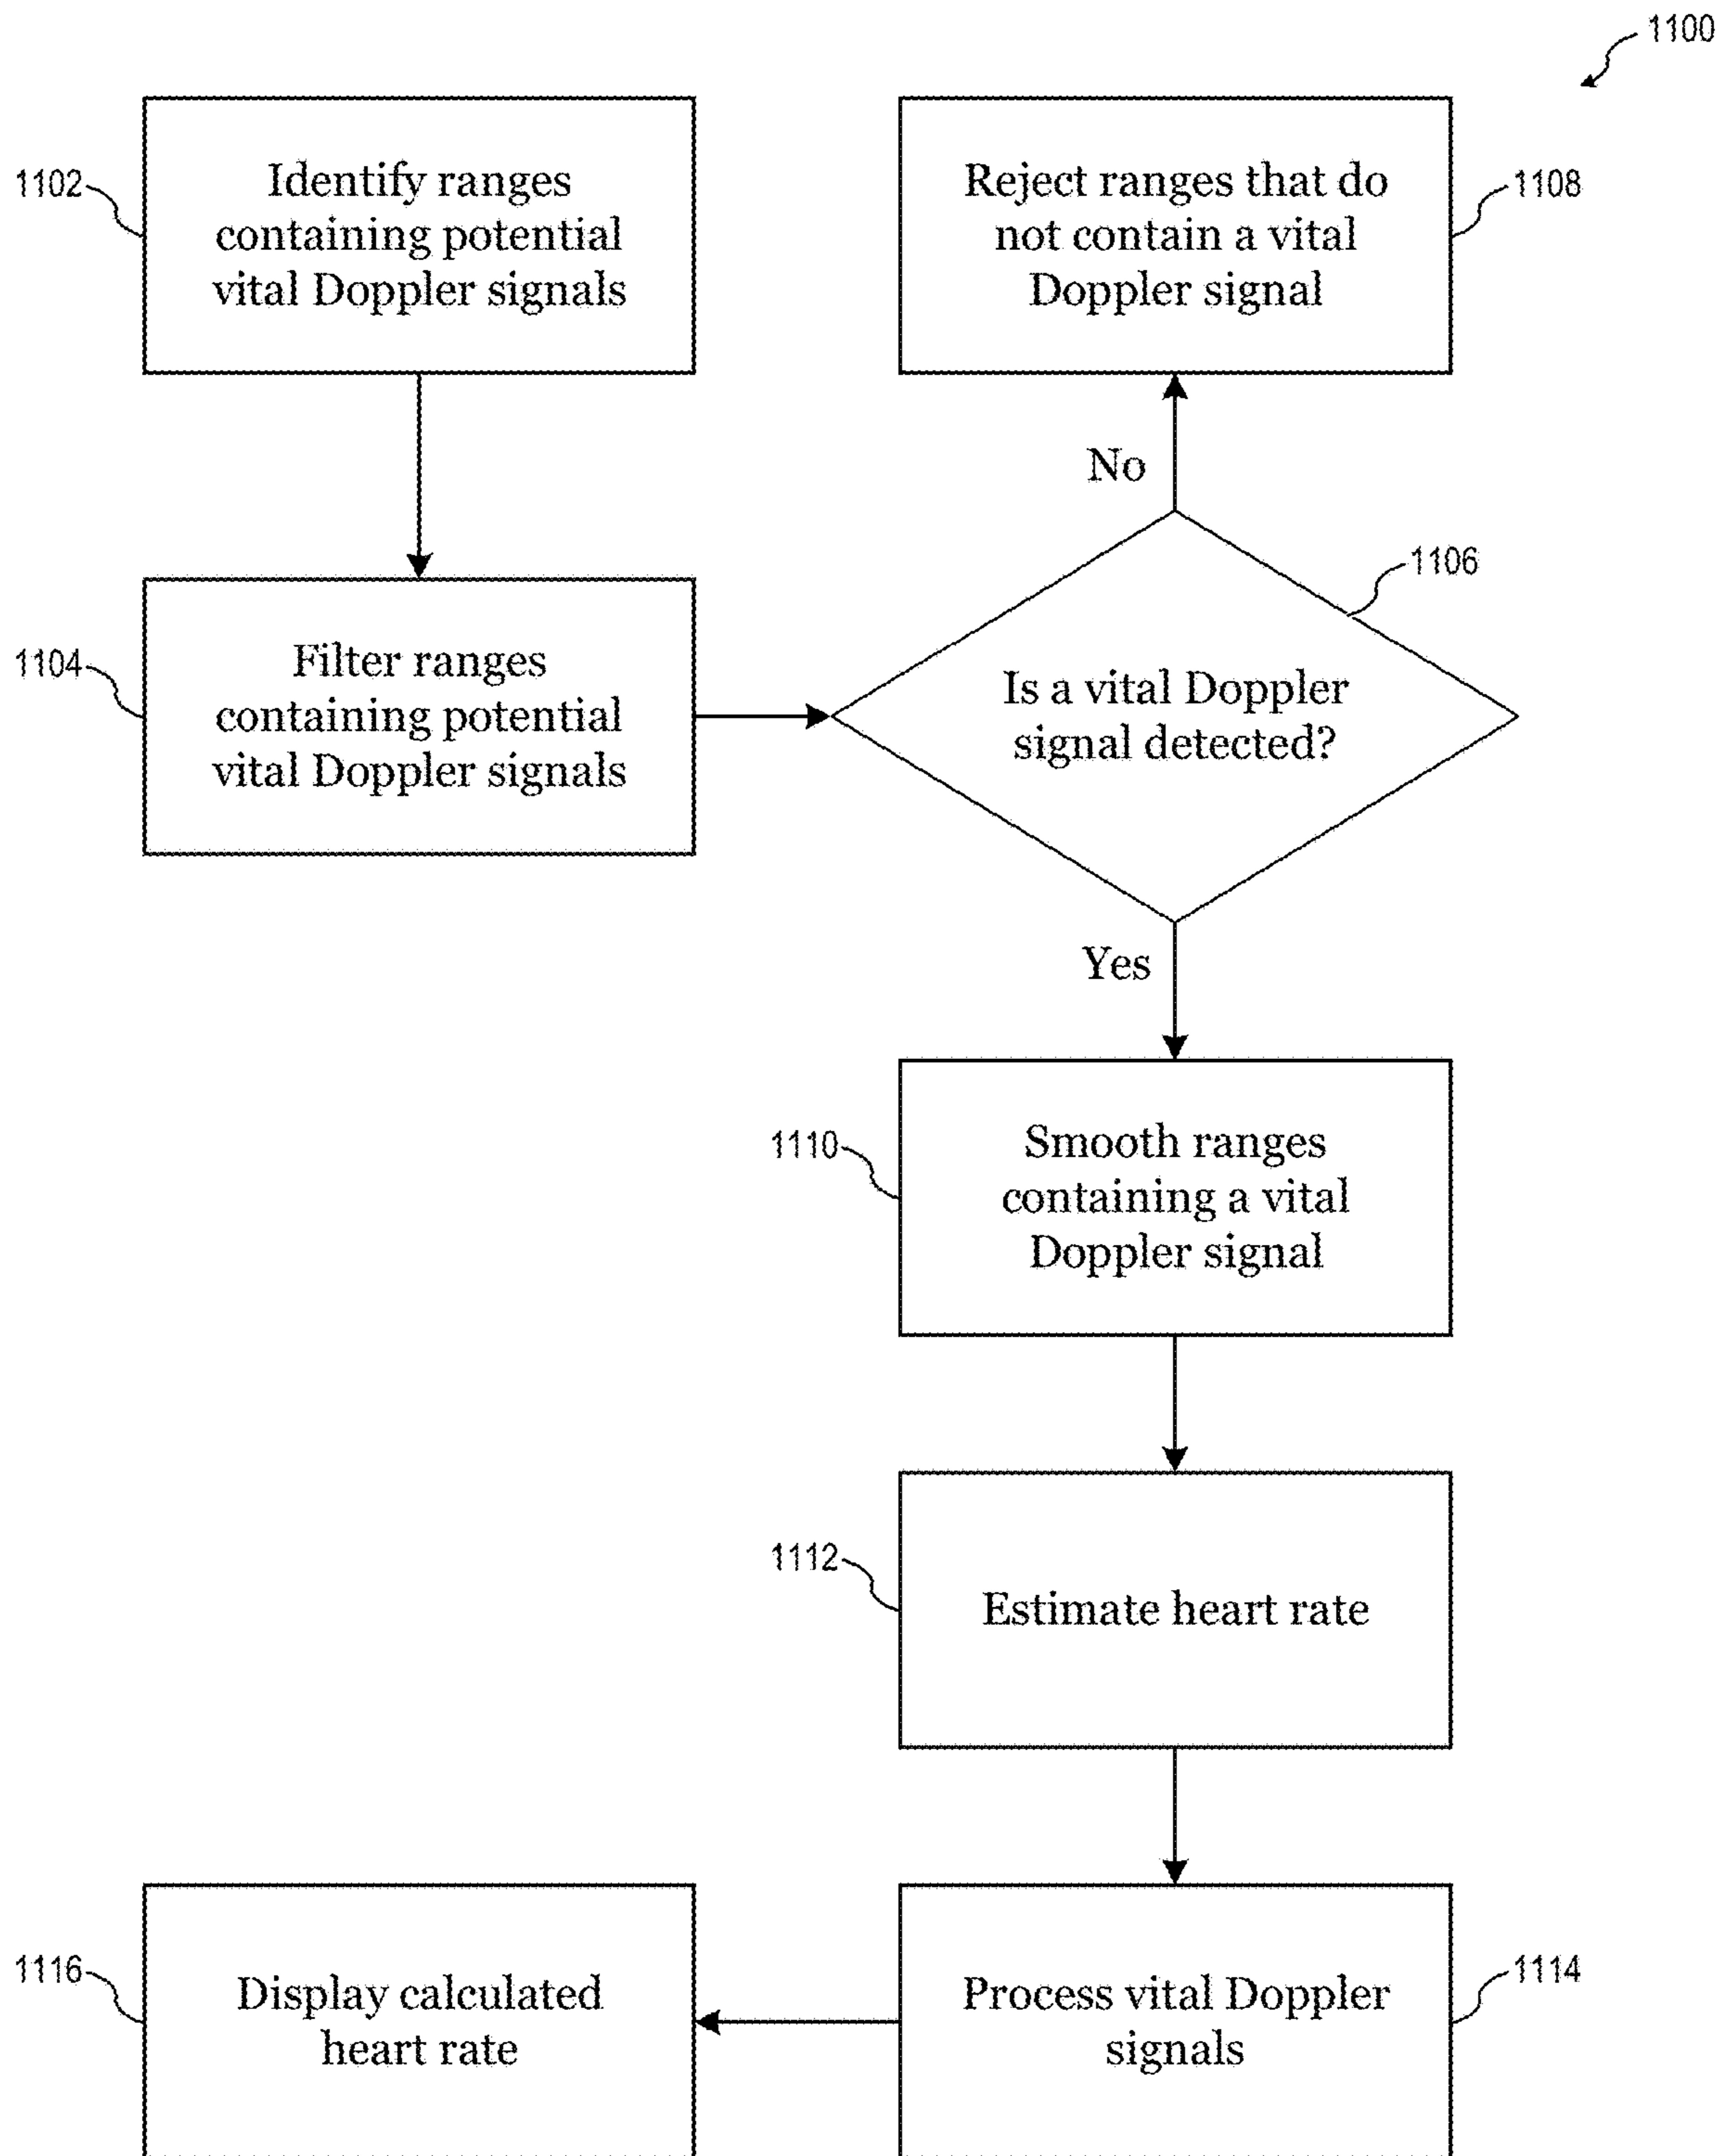 1100
1102
Identify ranges
containing potential
vital Doppler signals
Reject ranges that do
not contain a vital
Doppler signal
1108
No
1106
1104
Filter ranges
containing potential
vital Doppler signals
Is a vital Doppler
signal detected?
Yes
1110
Smooth ranges
containing a vital
Doppler signal
1112
Estimate heart rate
1116
Display calculated
heart rate
Process vital Doppler
signals
1114